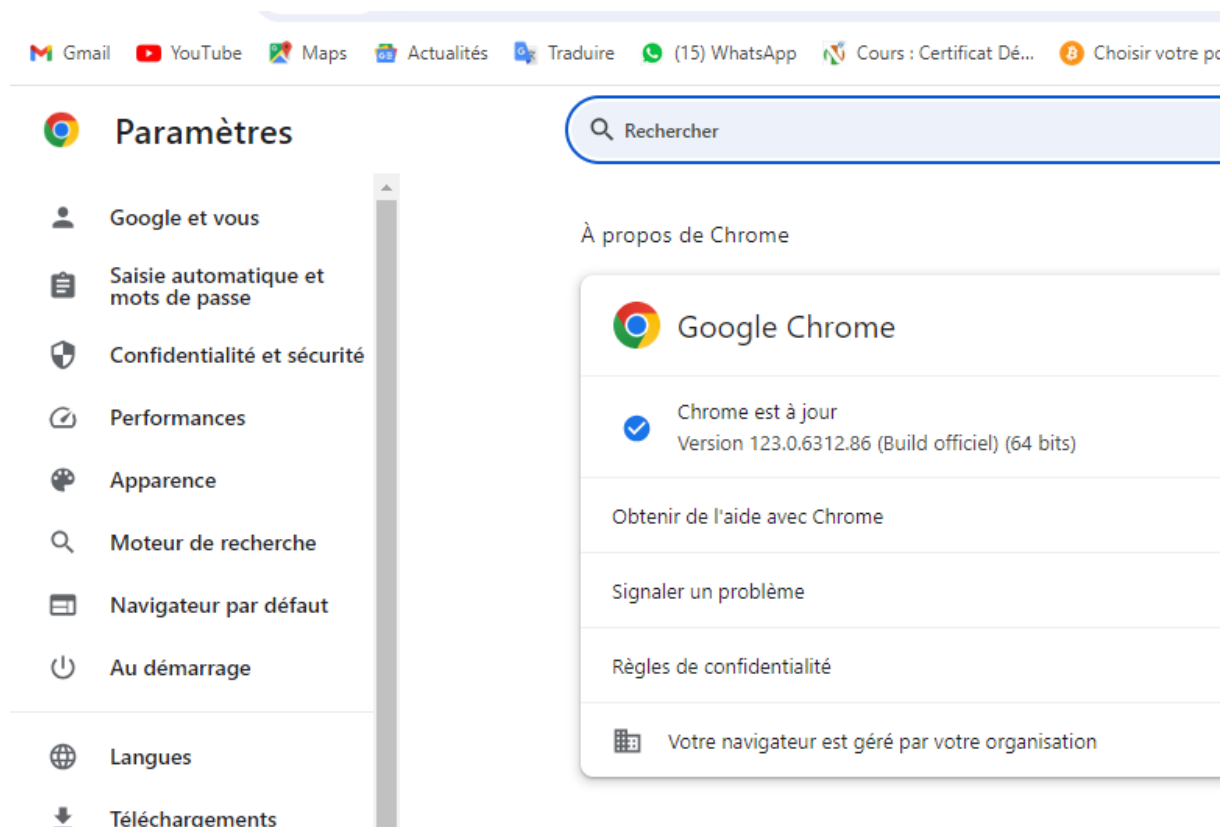 Gmail YouTube Maps Actualités Traduire (15) WhatsApp Cours : Certificat Dé... Choisir votre
Paramètres
Rechercher
Google et vous
Saisie automatique et
mots de passe
Confidentialité et sécurité
Performances
Apparence
Moteur de recherche
Navigateur par défaut
Au démarrage
Langues
Téléchargements
À propos de Chrome
Google Chrome
Chrome est à jour
Version 123.0.6312.86 (Build officiel) (64 bits)
Obtenir de l'aide avec Chrome
Signaler un problème
Règles de confidentialité
Votre navigateur est géré par votre organisation